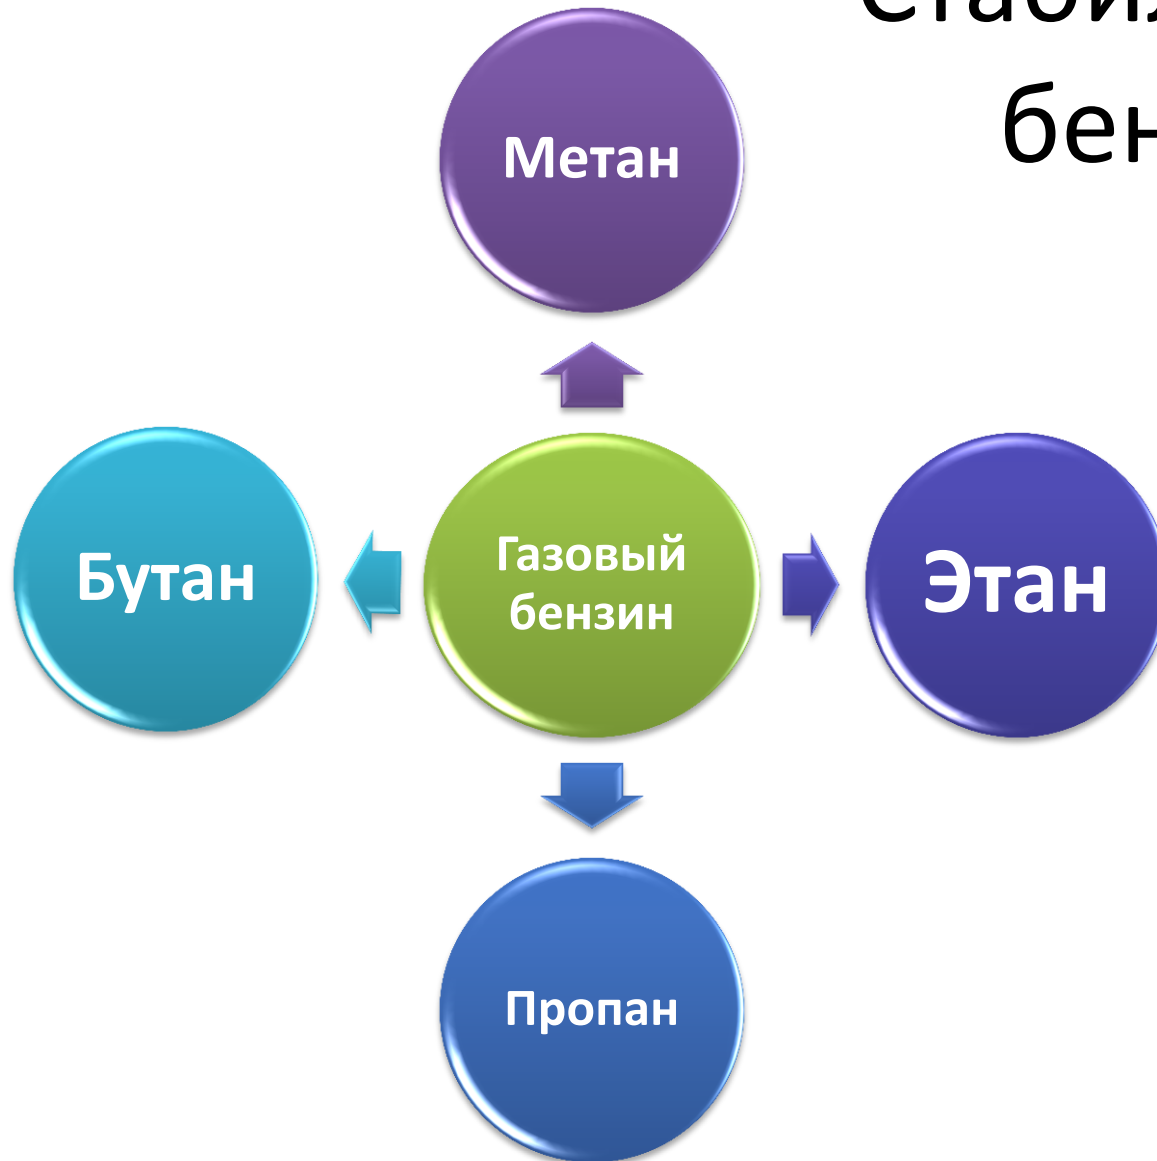 Метан
Бутан
Газовый
бензин
Этан
Пропан